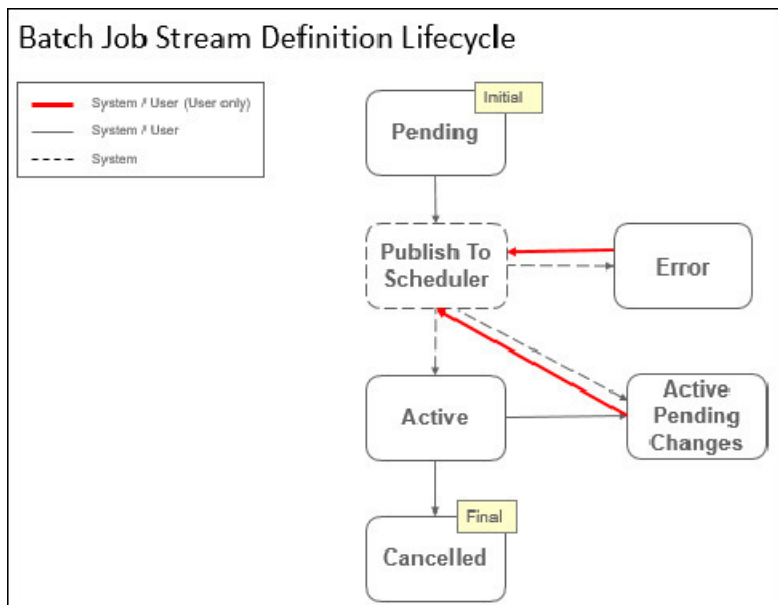 Batch Job Stream Definition Lifecycle
System / User (User only)
System / User
System
Initial
Pending
Publish To
Scheduler
Error
Active
Active
Pending
Changes
Final
Cancelled